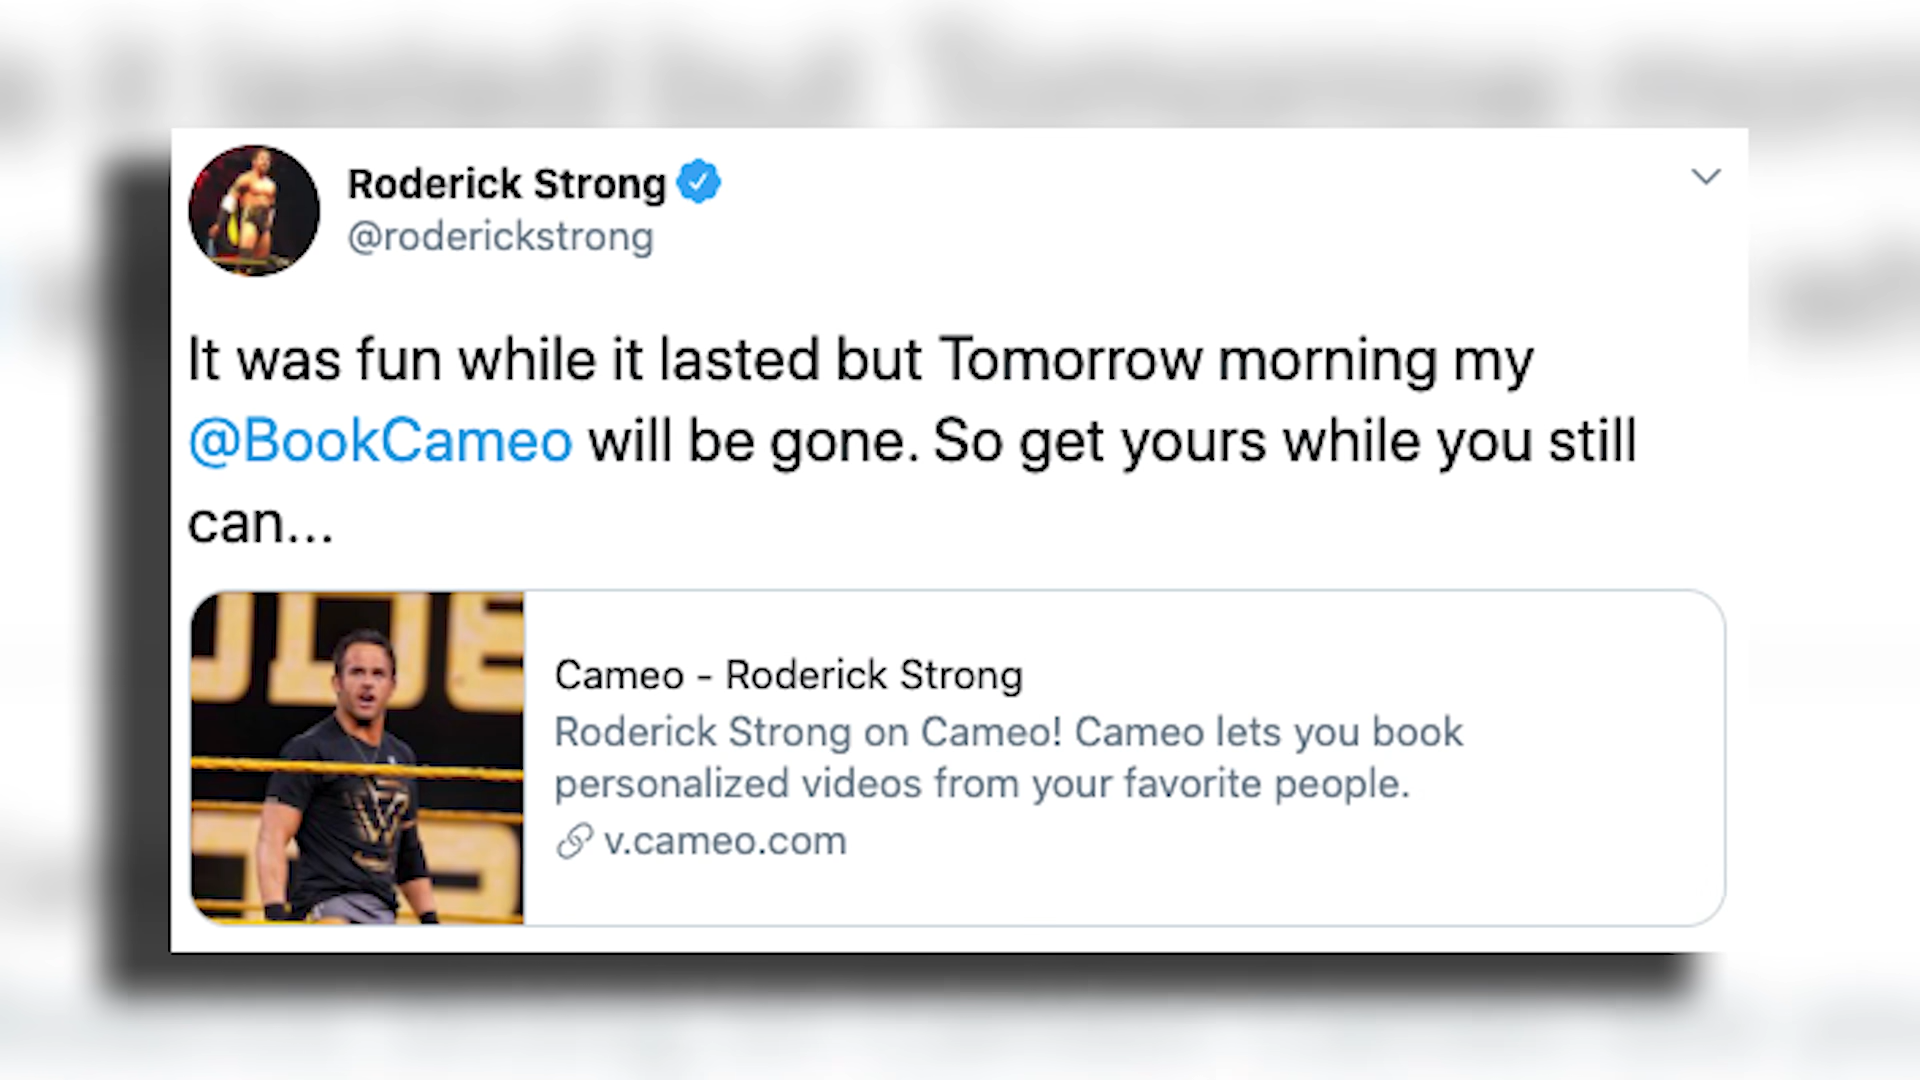 Roderick Strong
@roderickstrong
It was fun while it lasted but Tomorrow morning my
@BookCameo will be gone. So get yours while you still
can...
Cameo - Roderick Strong
Roderick Strong on Cameo! Cameo lets you book
personalized videos from your favorite people.
v.cameo.com